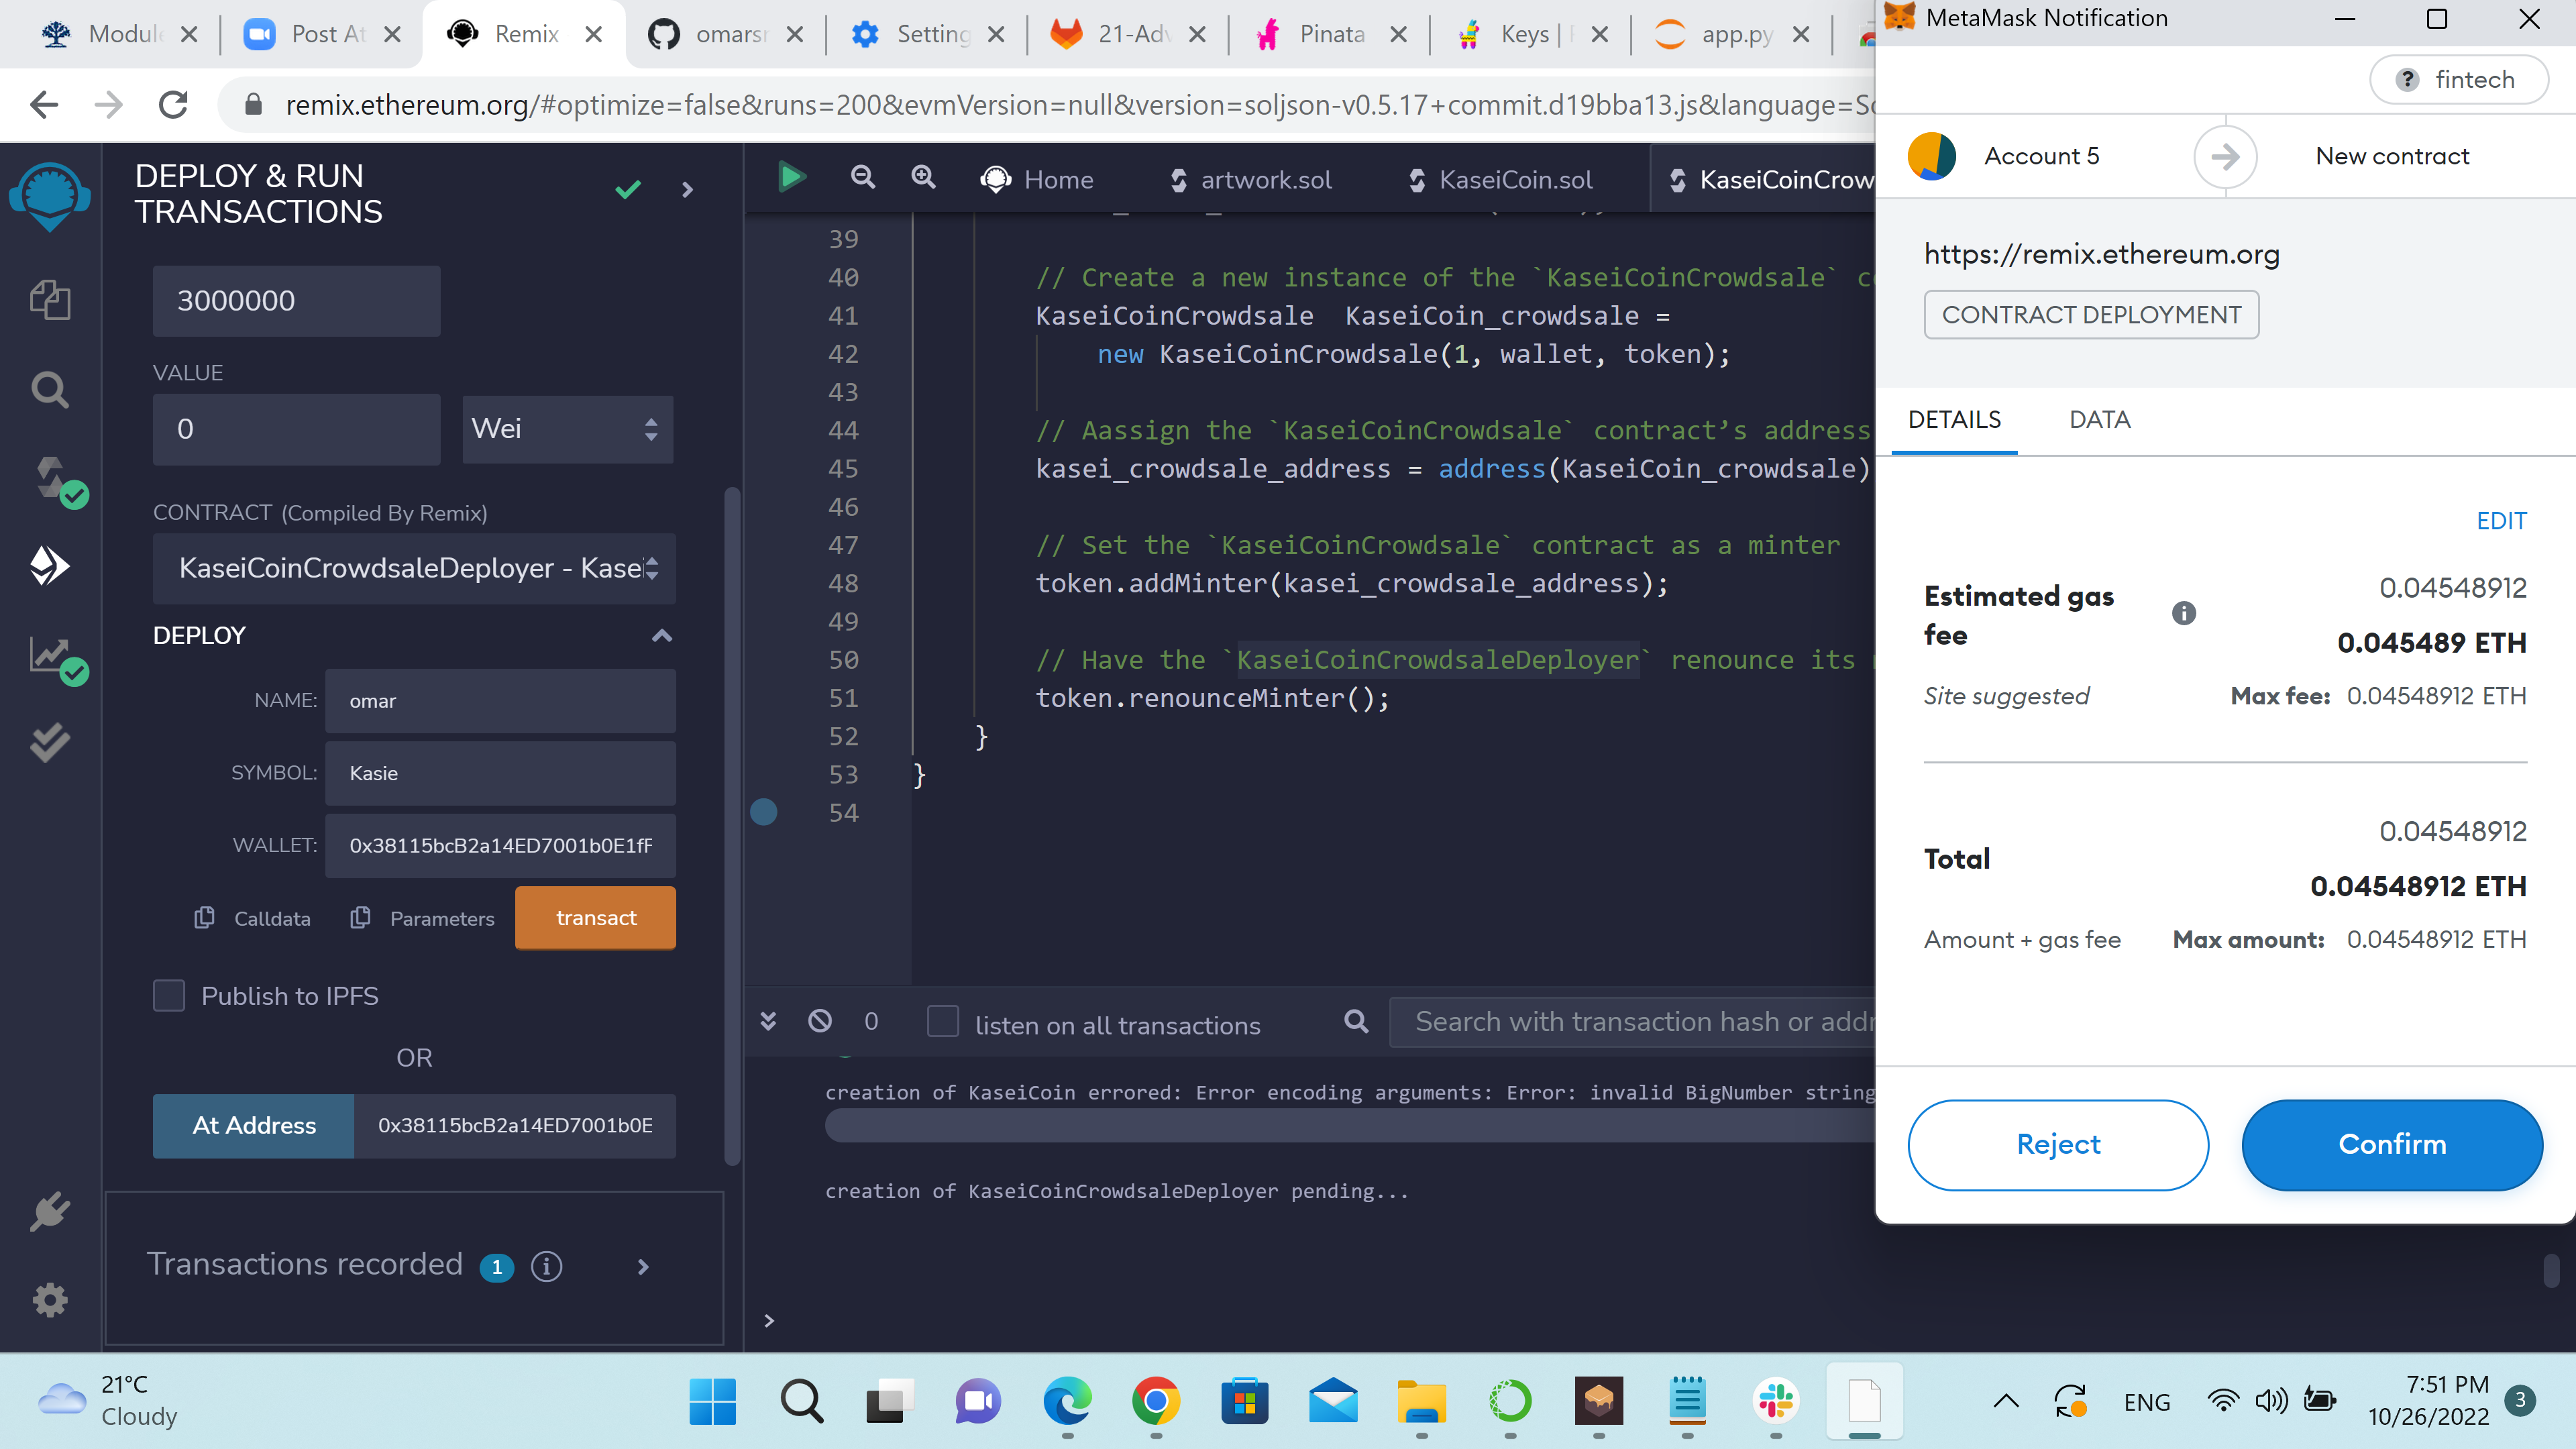 Module
Post At
Remix
omarsr
Setting
21-Adv
Pinata
Keys |
app.py
MetaMask Notification
remix.ethereum.org/#optimize=false&runs=200&evmVersion=null&version=soljson-v0.5.17+commit.d19bba13.js&language=So
? fintech
Account 5
New contract
https://remix.ethereum.org
CONTRACT DEPLOYMENT
DETAILS
DATA
EDIT
Estimated gas
fee
0.04548912
0.045489 ETH
Site suggested
Max fee: 0.04548912 ETH
0.04548912
Total
0.04548912 ETH
Amount + gas fee
Max amount: 0.04548912 ETH
Reject
Confirm
DEPLOY & RUN
TRANSACTIONS
3000000
VALUE
0
Wei
CONTRACT (Compiled By Remix)
KaseiCoinCrowdsaleDeployer - Kasei
DEPLOY
NAME: omar
SYMBOL: Kasie
WALLET: 0x38115bcB2a14ED7001b0E1fF
Calldata
Parameters
transact
Publish to IPFS
OR
At Address
0x38115bcB2a14ED7001b0E
Transactions recorded 1 i
Home
artwork.sol
KaseiCoin.sol
KaseiCoinCrow
39
40 // Create a new instance of the `KaseiCoinCrowdsale` co
41 KaseiCoinCrowdsale  KaseiCoin_crowdsale =
42 new KaseiCoinCrowdsale(1, wallet, token);
43
44 // Aassign the `KaseiCoinCrowdsale` contract’s address
45 kasei_crowdsale_address = address(KaseiCoin_crowdsale)
46
47 // Set the `KaseiCoinCrowdsale` contract as a minter
48 token.addMinter(kasei_crowdsale_address);
49
50 // Have the `KaseiCoinCrowdsaleDeployer` renounce its
51 token.renounceMinter();
52 }
53 }
54
0
listen on all transactions
Search with transaction hash or addr
creation of KaseiCoin errored: Error encoding arguments: Error: invalid BigNumber string
creation of KaseiCoinCrowdsaleDeployer pending...
>
21°C
Cloudy
ENG
7:51 PM
10/26/2022
3